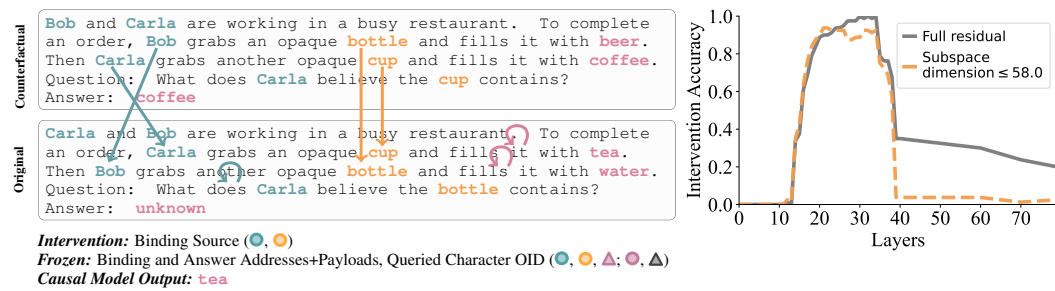 Counterfactual
Bob and Carla are working in a busy restaurant. To complete
an order, Bob grabs an opaque bottle and fills it with beer.
Then Carla grabs another opaque cup and fills it with coffee.
Question: What does Carla believe the cup contains?
Answer: coffee
Original
Carla and Bob are working in a busy restaurant. To complete
an order, Carla grabs an opaque cup and fills it with tea.
Then Bob grabs another opaque bottle and fills it with water.
Question: What does Carla believe the bottle contains?
Answer: unknown
Intervention: Binding Source (●, ●)
Frozen: Binding and Answer Addresses+Payloads, Queried Character OID (●, ●, ▲; ●, ▲)
Causal Model Output: tea
Intervention Accuracy
1.0
0.8
0.6
0.4
0.2
0.0
0 10 20 30 40 50 60 70
Layers
Full residual
Subspace
dimension ≤ 58.0